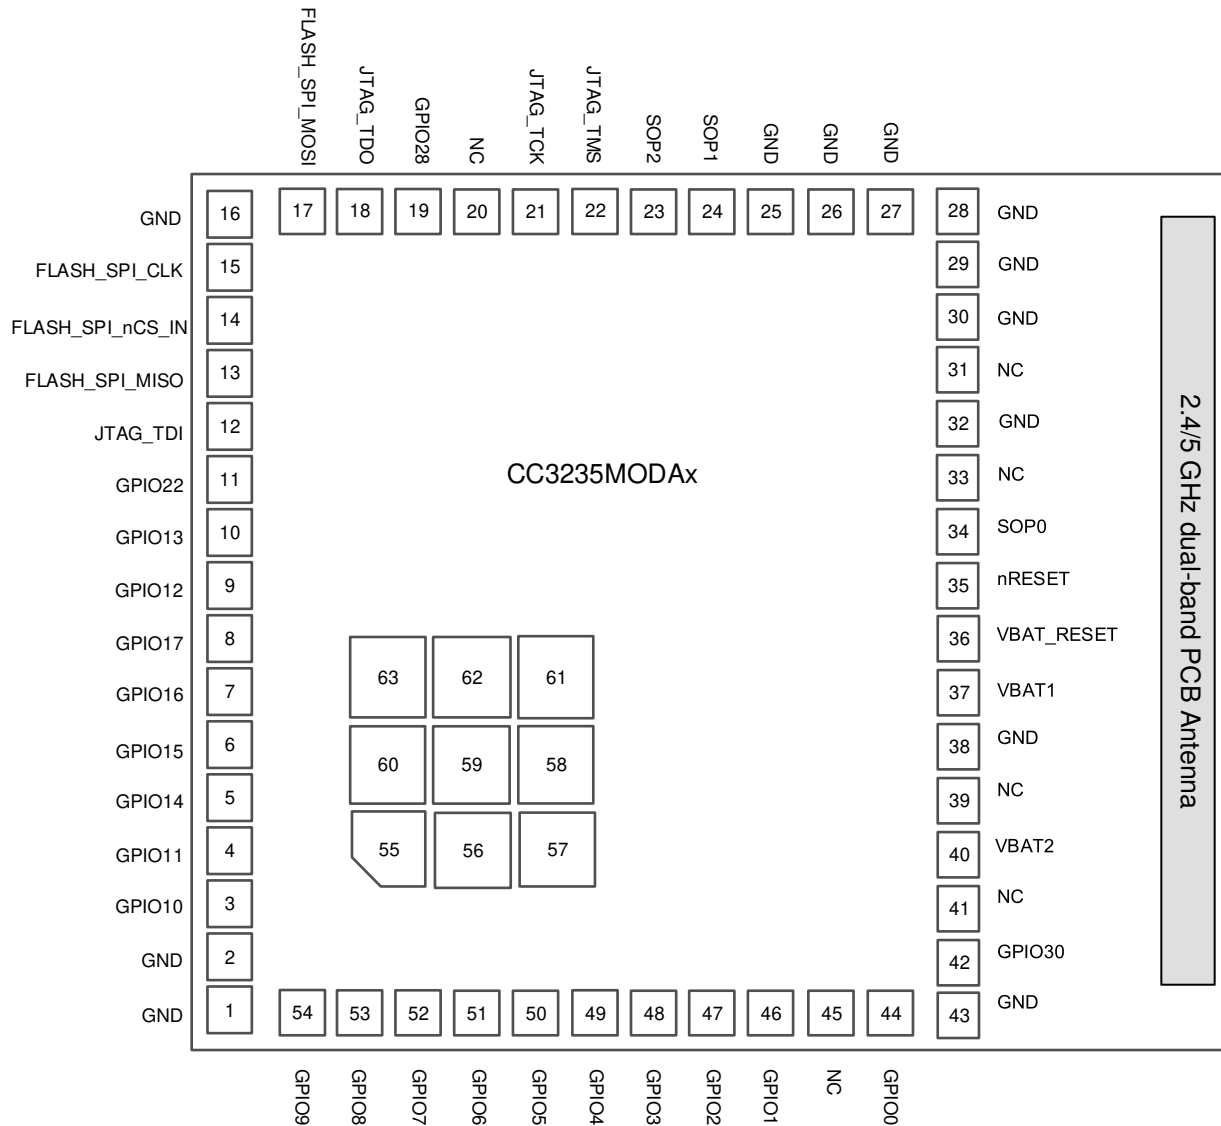 FLASH_SPI_MOSI
JTAG_TDO
GPIO28
NC
JTAG_TCK
JTAG_TMS
SOP2
SOP1
GND
GND
GND
17
18
19
20
21
22
23
24
25
26
27
GND
16
FLASH_SPI_CLK
15
FLASH_SPI_nCS_IN
14
FLASH_SPI_MISO
13
JTAG_TDI
12
GPIO22
11
GPIO13
10
GPIO12
9
GPIO17
8
GPIO16
7
GPIO15
6
GPIO14
5
GPIO11
4
GPIO10
3
GND
2
GND
1
CC3235MODAx
63
62
61
60
59
58
55
56
57
28
GND
29
GND
30
GND
31
NC
32
GND
33
NC
34
SOP0
35
nRESET
36
VBAT_RESET
37
VBAT1
38
GND
39
NC
40
VBAT2
41
NC
42
GPIO30
43
GND
2.4/5 GHz dual-band PCB Antenna
54
53
52
51
50
49
48
47
46
45
44
GPIO9
GPIO8
GPIO7
GPIO6
GPIO5
GPIO4
GPIO3
GPIO2
GPIO1
NC
GPIO0